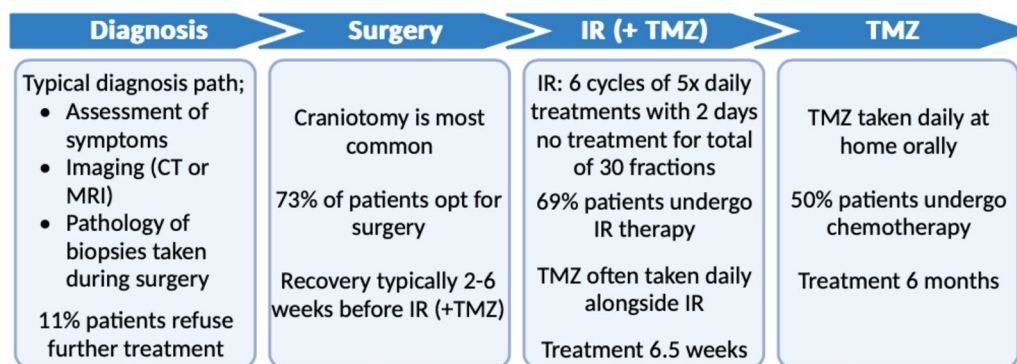 Diagnosis
Surgery
IR (+ TMZ)
TMZ
Typical diagnosis path;
• Assessment of
symptoms
• Imaging (CT or
MRI)
• Pathology of
biopsies taken
during surgery
11% patients refuse
further treatment
Craniotomy is most
common
73% of patients opt for
surgery
Recovery typically 2-6
weeks before IR (+TMZ)
IR: 6 cycles of 5x daily
treatments with 2 days
no treatment for total
of 30 fractions
69% patients undergo
IR therapy
TMZ often taken daily
alongside IR
Treatment 6.5 weeks
TMZ taken daily at
home orally
50% patients undergo
chemotherapy
Treatment 6 months